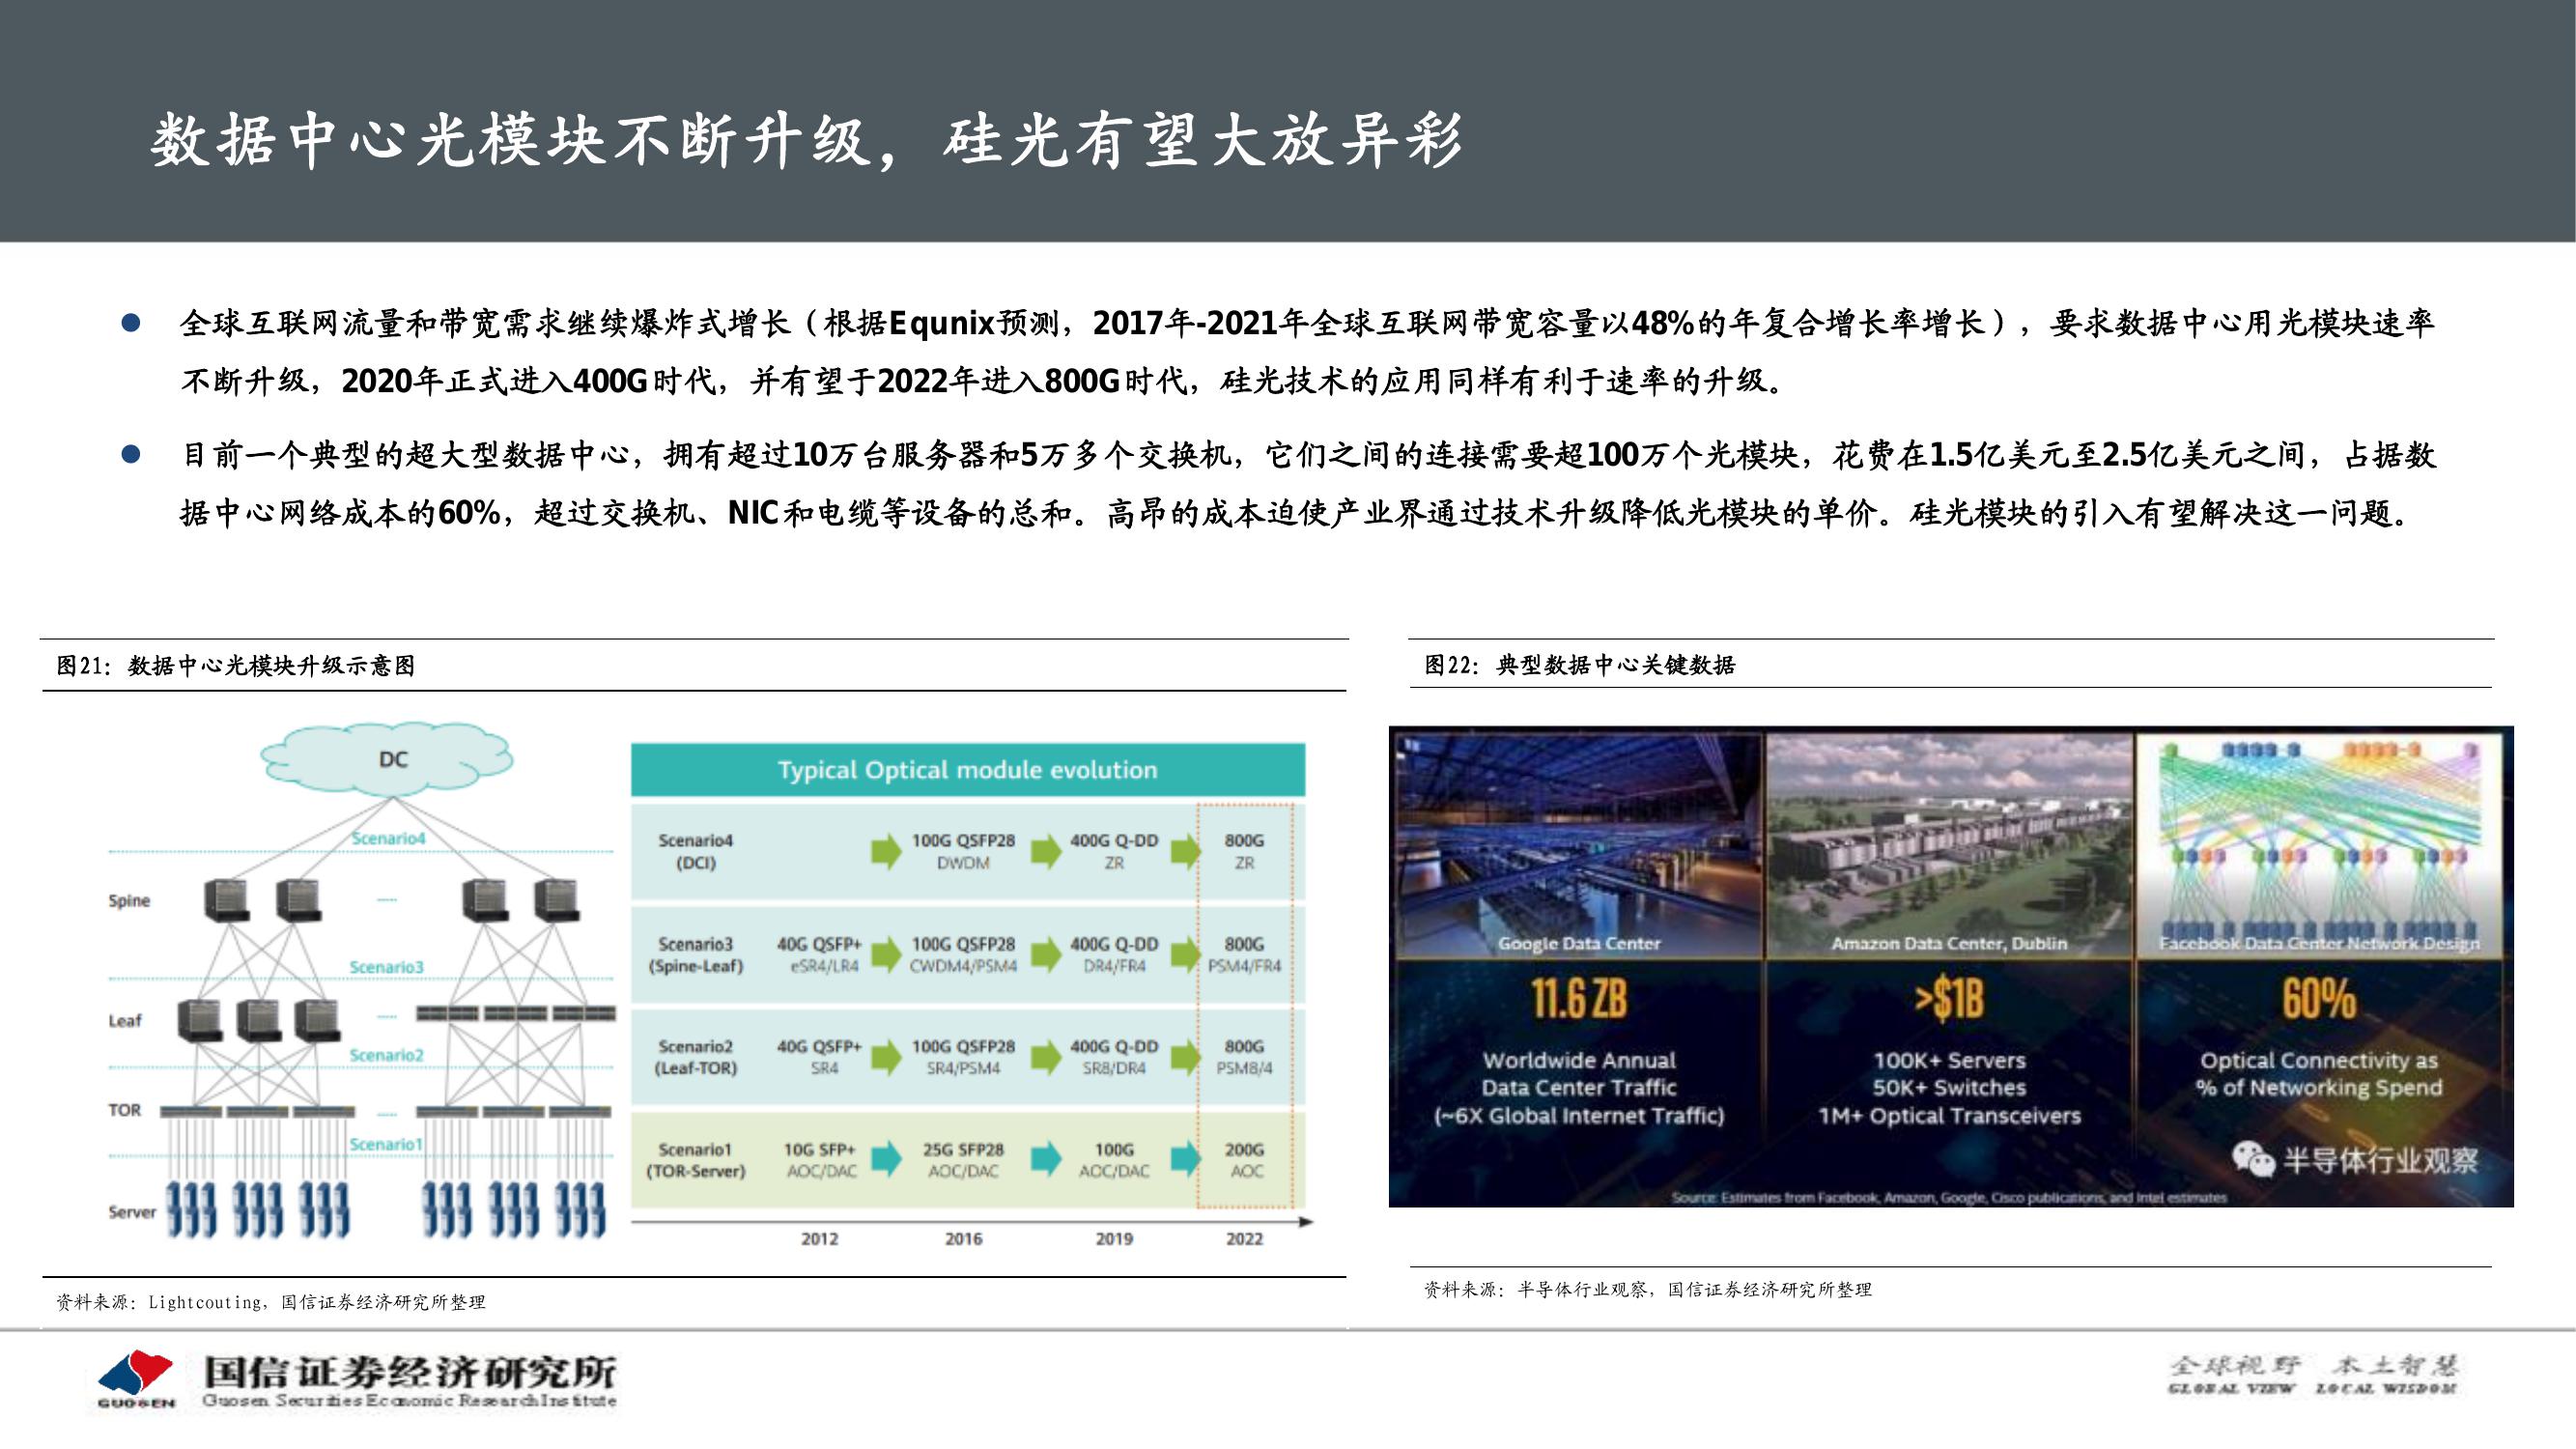 数据中心光模块不断升级，硅光有望大放异彩
全球互联网流量和带宽需求继续爆炸式增长（根据Equnix预测，2017年-2021年全球互联网带宽容量以48%的年复合增长率增长），要求数据中心用光模块速率
不断升级，2020年正式进入400G时代，并有望于2022年进入800G时代，硅光技术的应用同样有利于速率的升级。
目前一个典型的超大型数据中心，拥有超过10万台服务器和5万多个交换机，它们之间的连接需要超100万个光模块，花费在1.5亿美元至2.5亿美元之间，占据数
据中心网络成本的60%，超过交换机、NIC和电缆等设备的总和。高昂的成本迫使产业界通过技术升级降低光模块的单价。硅光模块的引入有望解决这一问题。
图21：数据中心光模块升级示意图
DC
Scenario4
Spine
Scenario3
Leaf
Scenario2
TOR
Scenario1
Server
Typical Optical module evolution
Scenario4 100G QSFP28 400G Q-DD 800G
(DCI) DWDM ZR ZR
Scenario3 40G QSFP+ 100G QSFP28 400G Q-DD 800G
(Spine-Leaf) eSR4/LR4 CWDM4/PSM4 DR4/FR4 PSM4/FR4
Scenario2 40G QSFP+ 100G QSFP28 400G Q-DD 800G
(Leaf-TOR) SR4 SR4/PSM4 SR8/DR4 PSM8/4
Scenario1 10G SFP+ 25G SFP28 100G 200G
(TOR-Server) AOC/DAC AOC/DAC AOC/DAC AOC
2012 2016 2019 2022
资料来源：Lightcouting，国信证券经济研究所整理
图22：典型数据中心关键数据
Google Data Center
Amazon Data Center, Dublin
Facebook Data Center Network Design
11.6 ZB
Worldwide Annual
Data Center Traffic
(~6X Global Internet Traffic)
>$1B
100K+ Servers
50K+ Switches
1M+ Optical Transceivers
60%
Optical Connectivity as
% of Networking Spend
半导体行业观察
Source: Estimates from Facebook, Amazon, Google, Cisco publications, and Intel estimates
资料来源：半导体行业观察，国信证券经济研究所整理
GUOSEN
国信证券经济研究所
Guosen Securities Economic Research Institute
全球视野 本土智慧
GLOBAL VIEW LOCAL WISDOM